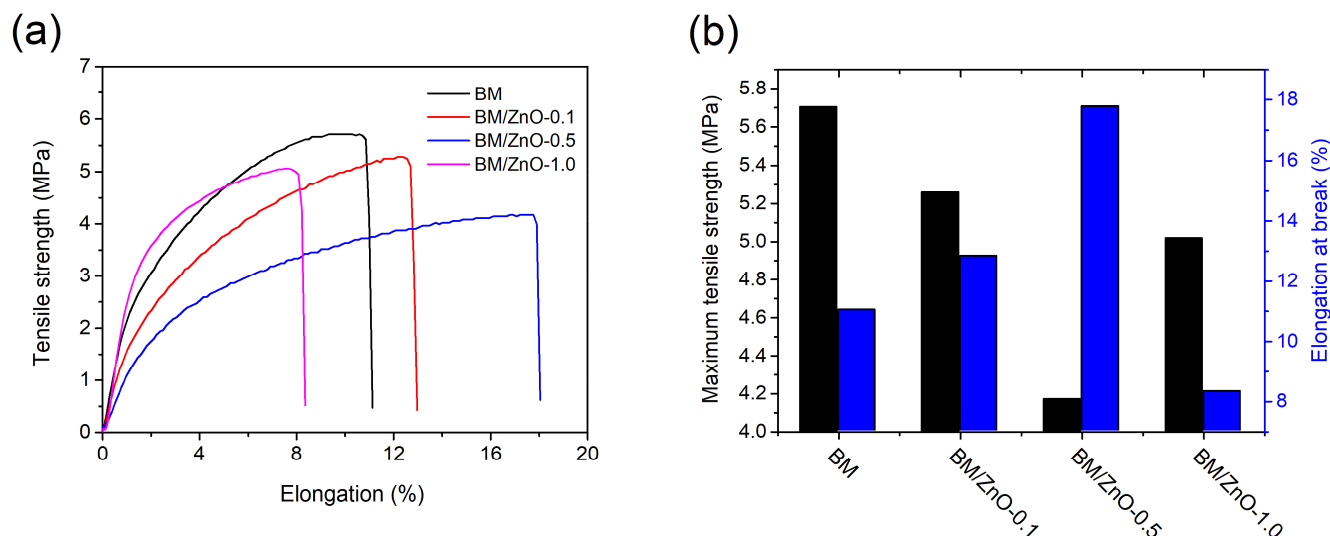 (a)
Tensile strength (MPa)
7
6
5
4
3
2
1
0
0 4 8 12 16 20
Elongation (%)
BM
BM/ZnO-0.1
BM/ZnO-0.5
BM/ZnO-1.0
(b)
Maximum tensile strength (MPa)
5.8
5.6
5.4
5.2
5.0
4.8
4.6
4.4
4.2
4.0
18
16
14
12
10
8
Elongation at break (%)
BM
BM/ZnO-0.1
BM/ZnO-0.5
BM/ZnO-1.0